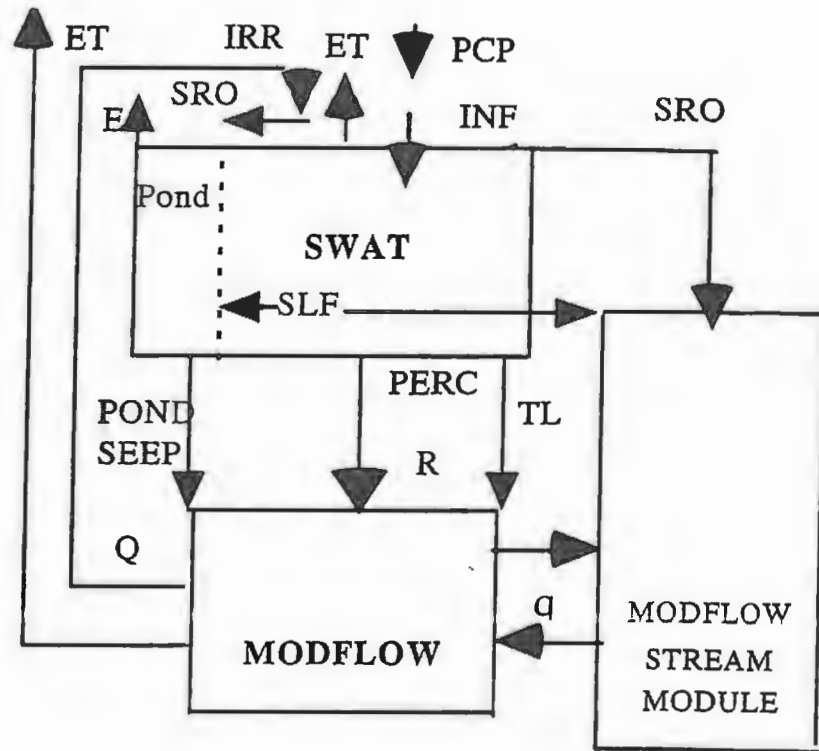 ET
IRR
ET
PCP
SRO
E
INF
SRO
Pond
SWAT
SLF
PERC
POND
SEEP
TL
R
Q
q
MODFLOW
MODFLOW
STREAM
MODULE